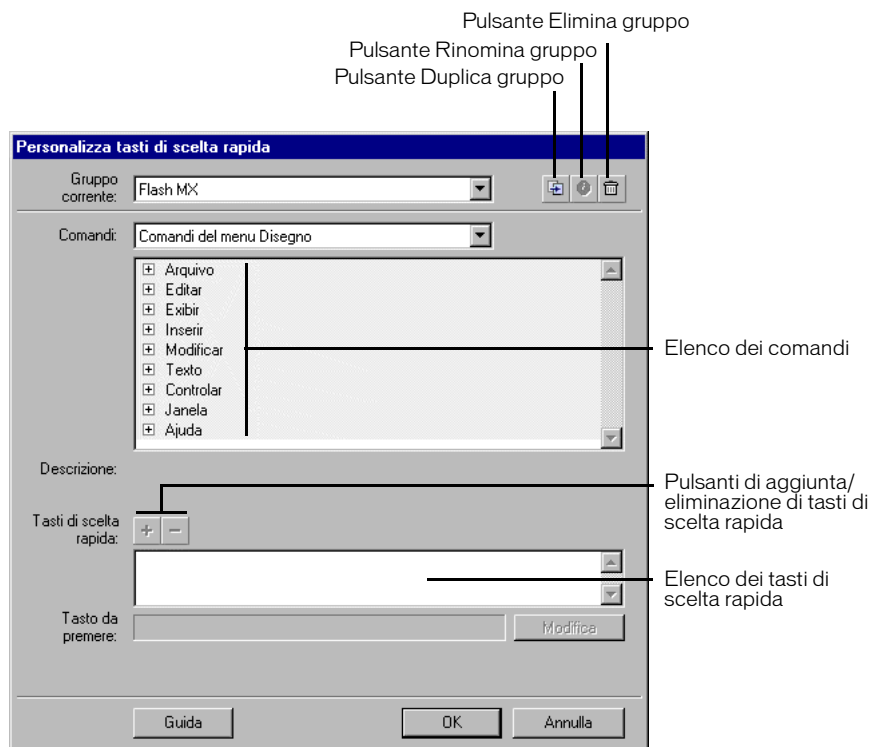 Pulsante Elimina gruppo
Pulsante Rinomina gruppo
Pulsante Duplica gruppo
Personalizza tasti di scelta rapida
Gruppo
corrente:
Flash MX
Comandi:
Comandi del menu Disegno
Arquivo
Editar
Exibir
Inserir
Modificar
Texto
Controlar
Janela
Ajuda
Elenco dei comandi
Descrizione:
Pulsanti di aggiunta/
eliminazione di tasti di
scelta rapida
Tasti di scelta
rapida:
Elenco dei tasti di
scelta rapida
Tasto da
premere:
Modifica
Guida
OK
Annulla